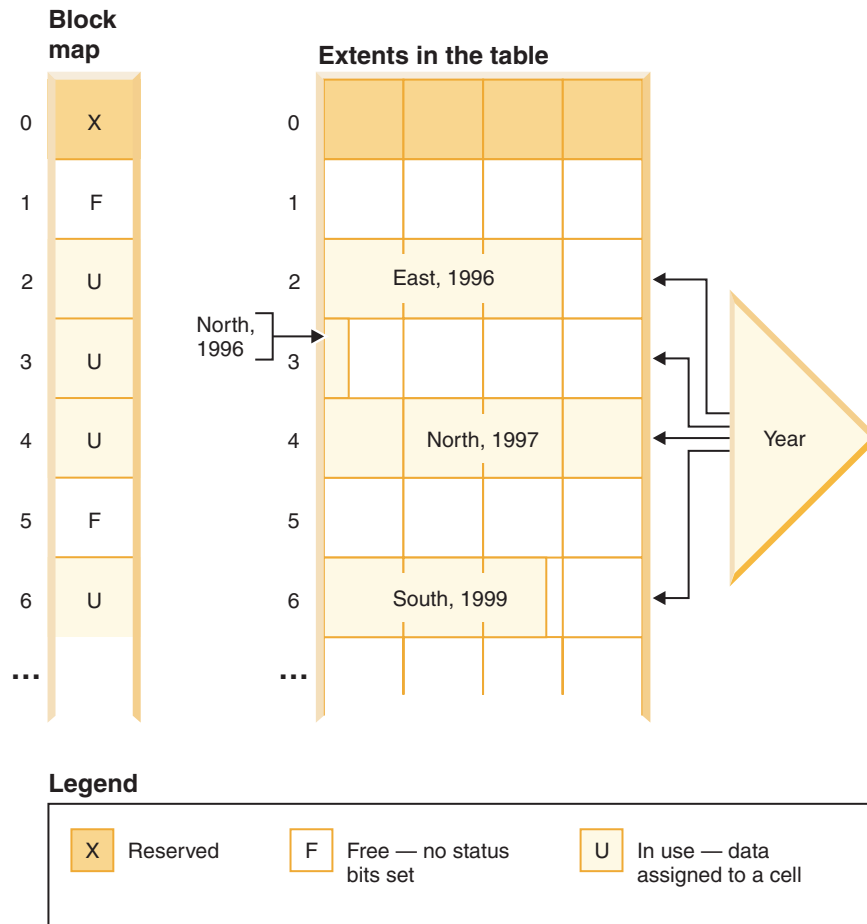 Block
map
Extents in the table
0
X
0
1
F
1
2
U
2
East, 1996
North,
1996
3
U
3
4
U
4
North, 1997
Year
5
F
5
6
U
6
South, 1999
...
...
Legend
X
Reserved
F
Free — no status
bits set
U
In use — data
assigned to a cell